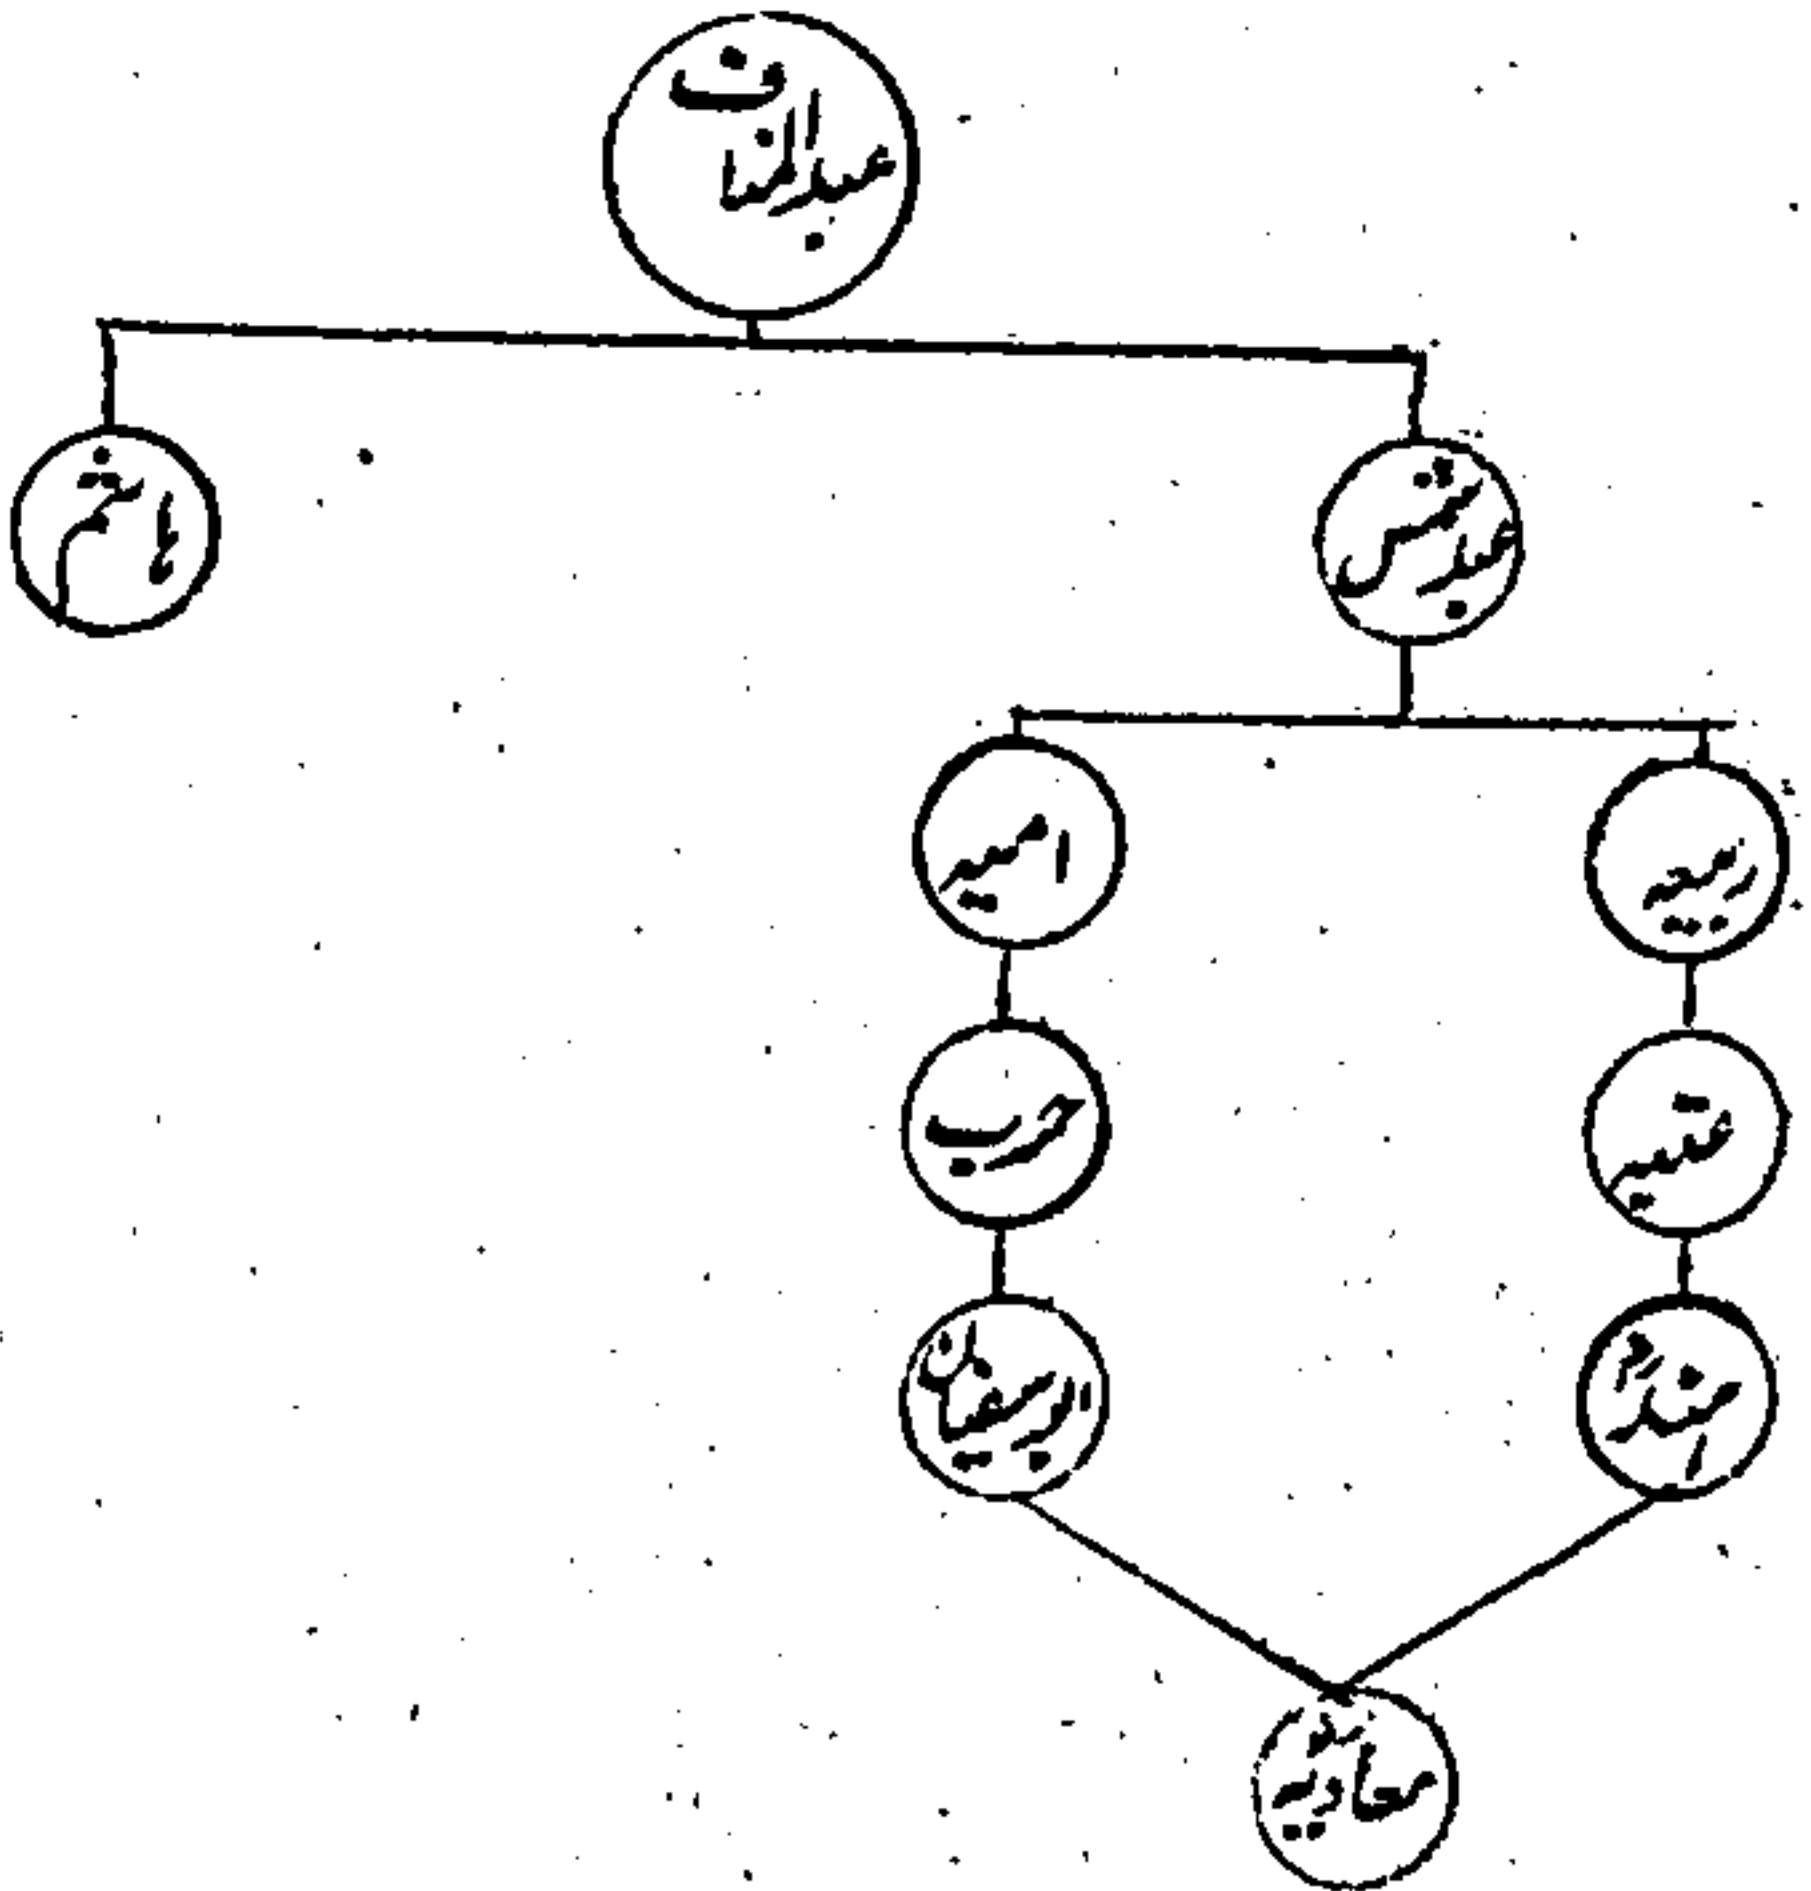 عبدالمناف
عبدشمس
ہاشم
ربیعہ
امیہ
عتبہ
حرب
ہندہ
ابوسفیان
معاویہ